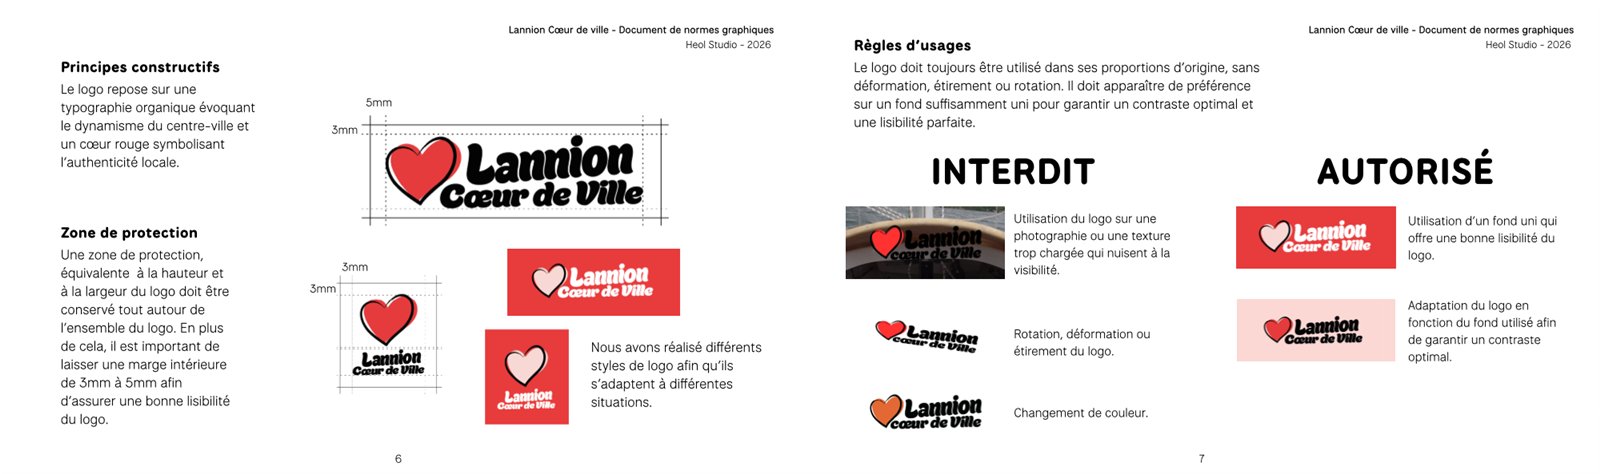 Lannion Cœur de ville - Document de normes graphiques
Heol Studio - 2026
Principes constructifs
Le logo repose sur une
typographie organique évoquant
le dynamisme du centre-ville et
un cœur rouge symbolisant
l'authenticité locale.
5mm
3mm
Lannion
Cœur de Ville
Zone de protection
Une zone de protection,
équivalente à la hauteur et
à la largeur du logo doit être
conservé tout autour de
l'ensemble du logo. En plus
de cela, il est important de
laisser une marge intérieure
de 3mm à 5mm afin
d'assurer une bonne lisibilité
du logo.
3mm
3mm
Lannion
Cœur de Ville
Lannion
Cœur de Ville
Lannion
Cœur de Ville
Nous avons réalisé différents
styles de logo afin qu'ils
s'adaptent à différentes
situations.
6
Lannion Cœur de ville - Document de normes graphiques
Heol Studio - 2026
Règles d'usages
Le logo doit toujours être utilisé dans ses proportions d'origine, sans
déformation, étirement ou rotation. Il doit apparaître de préférence
sur un fond suffisamment uni pour garantir un contraste optimal et
une lisibilité parfaite.
INTERDIT
Lannion
Cœur de Ville
Utilisation du logo sur une
photographie ou une texture
trop chargée qui nuisent à la
visibilité.
Lannion
Cœur de Ville
Rotation, déformation ou
étirement du logo.
Lannion
Cœur de Ville
Changement de couleur.
AUTORISÉ
Lannion
Cœur de Ville
Utilisation d'un fond uni qui
offre une bonne lisibilité du
logo.
Lannion
Cœur de Ville
Adaptation du logo en
fonction du fond utilisé afin
de garantir un contraste
optimal.
7